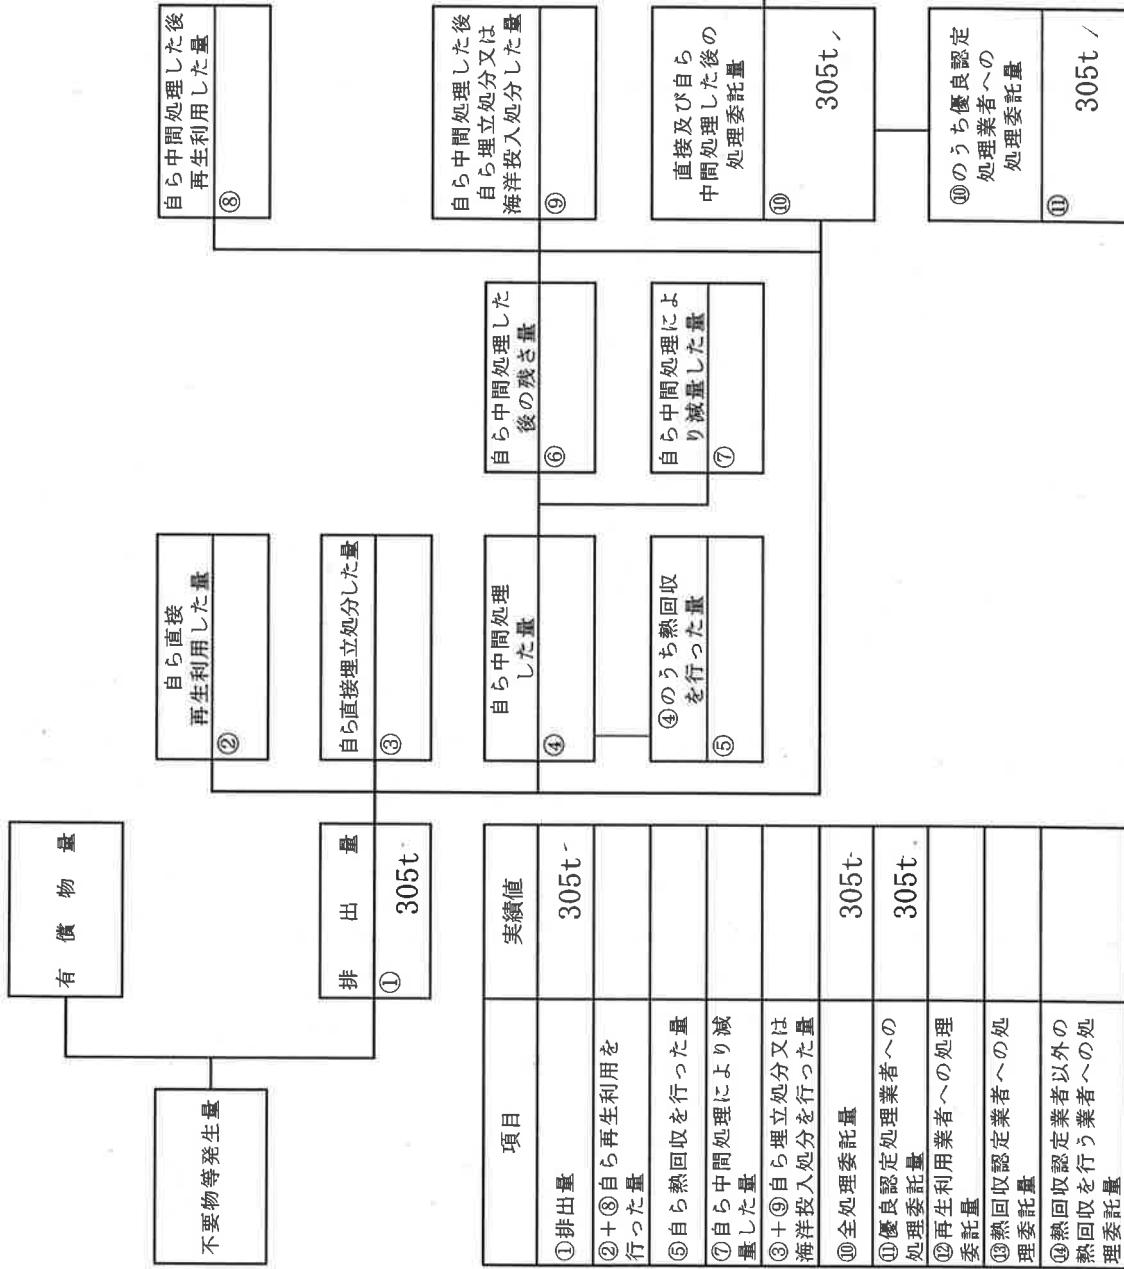 不要物等発生量
有償物量
排出量
①
305t
自ら直接
再生利用した量
②
自ら直接埋立処分した量
③
自ら中間処理
した量
④
④のうち熱回収
を行った量
⑤
自ら中間処理した
後の残さ量
⑥
自ら中間処理によ
り減量した量
⑦
自ら中間処理した後
再生利用した量
⑧
自ら中間処理した後
自ら埋立処分又は
海洋投入処分した量
⑨
直接及び自ら
中間処理した後の
処理委託量
⑩
305t
⑩のうち優良認定
処理業者への
処理委託量
⑪
305t
項目 実績値
①排出量 305t
②+⑧自ら再生利用を
行った量
⑤自ら熱回収を行った量
⑦自ら中間処理により減
量した量
③+⑨自ら埋立処分又は
海洋投入処分を行った量
⑩全処理委託量 305t
⑪優良認定処理業者への
処理委託量 305t
⑫再生利用業者への処理
委託量
⑬熱回収認定業者への処
理委託量
⑭熱回収認定業者以外の
熱回収を行う業者への処
理委託量